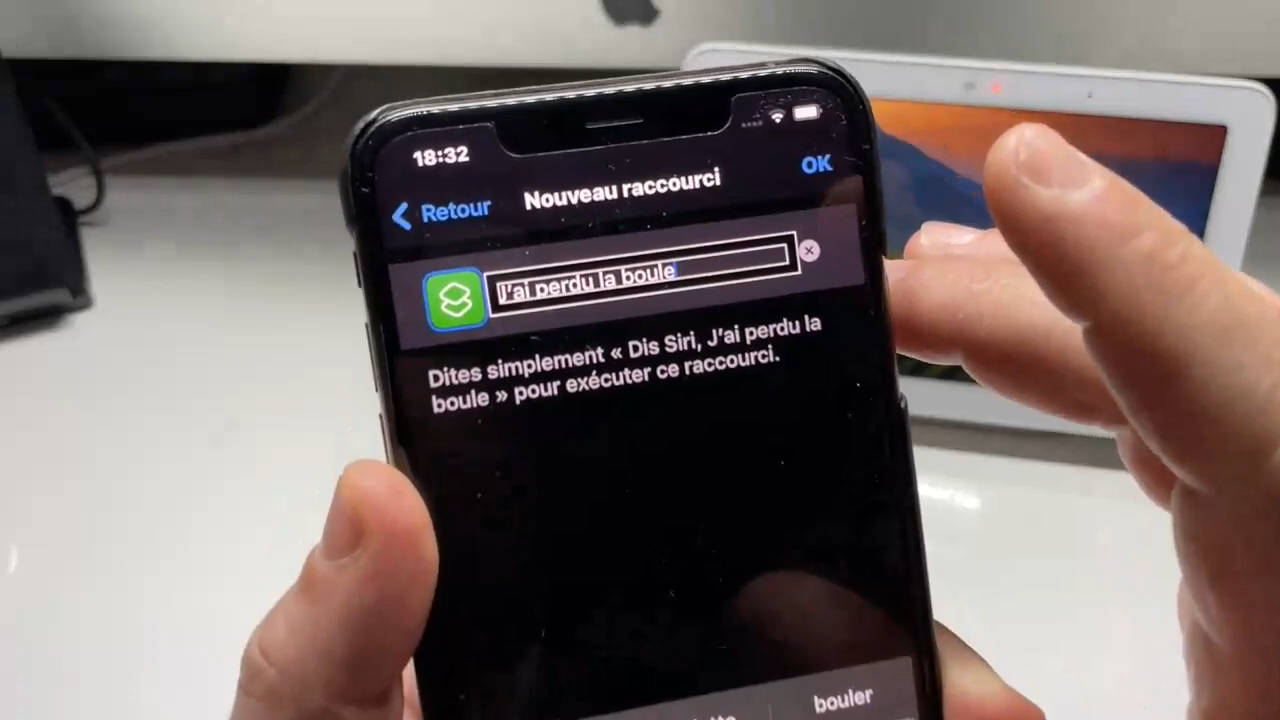 18:32
Retour
Nouveau raccourci
OK
J'ai perdu la boule
Dites simplement « Dis Siri, J'ai perdu la
boule » pour exécuter ce raccourci.
bouler